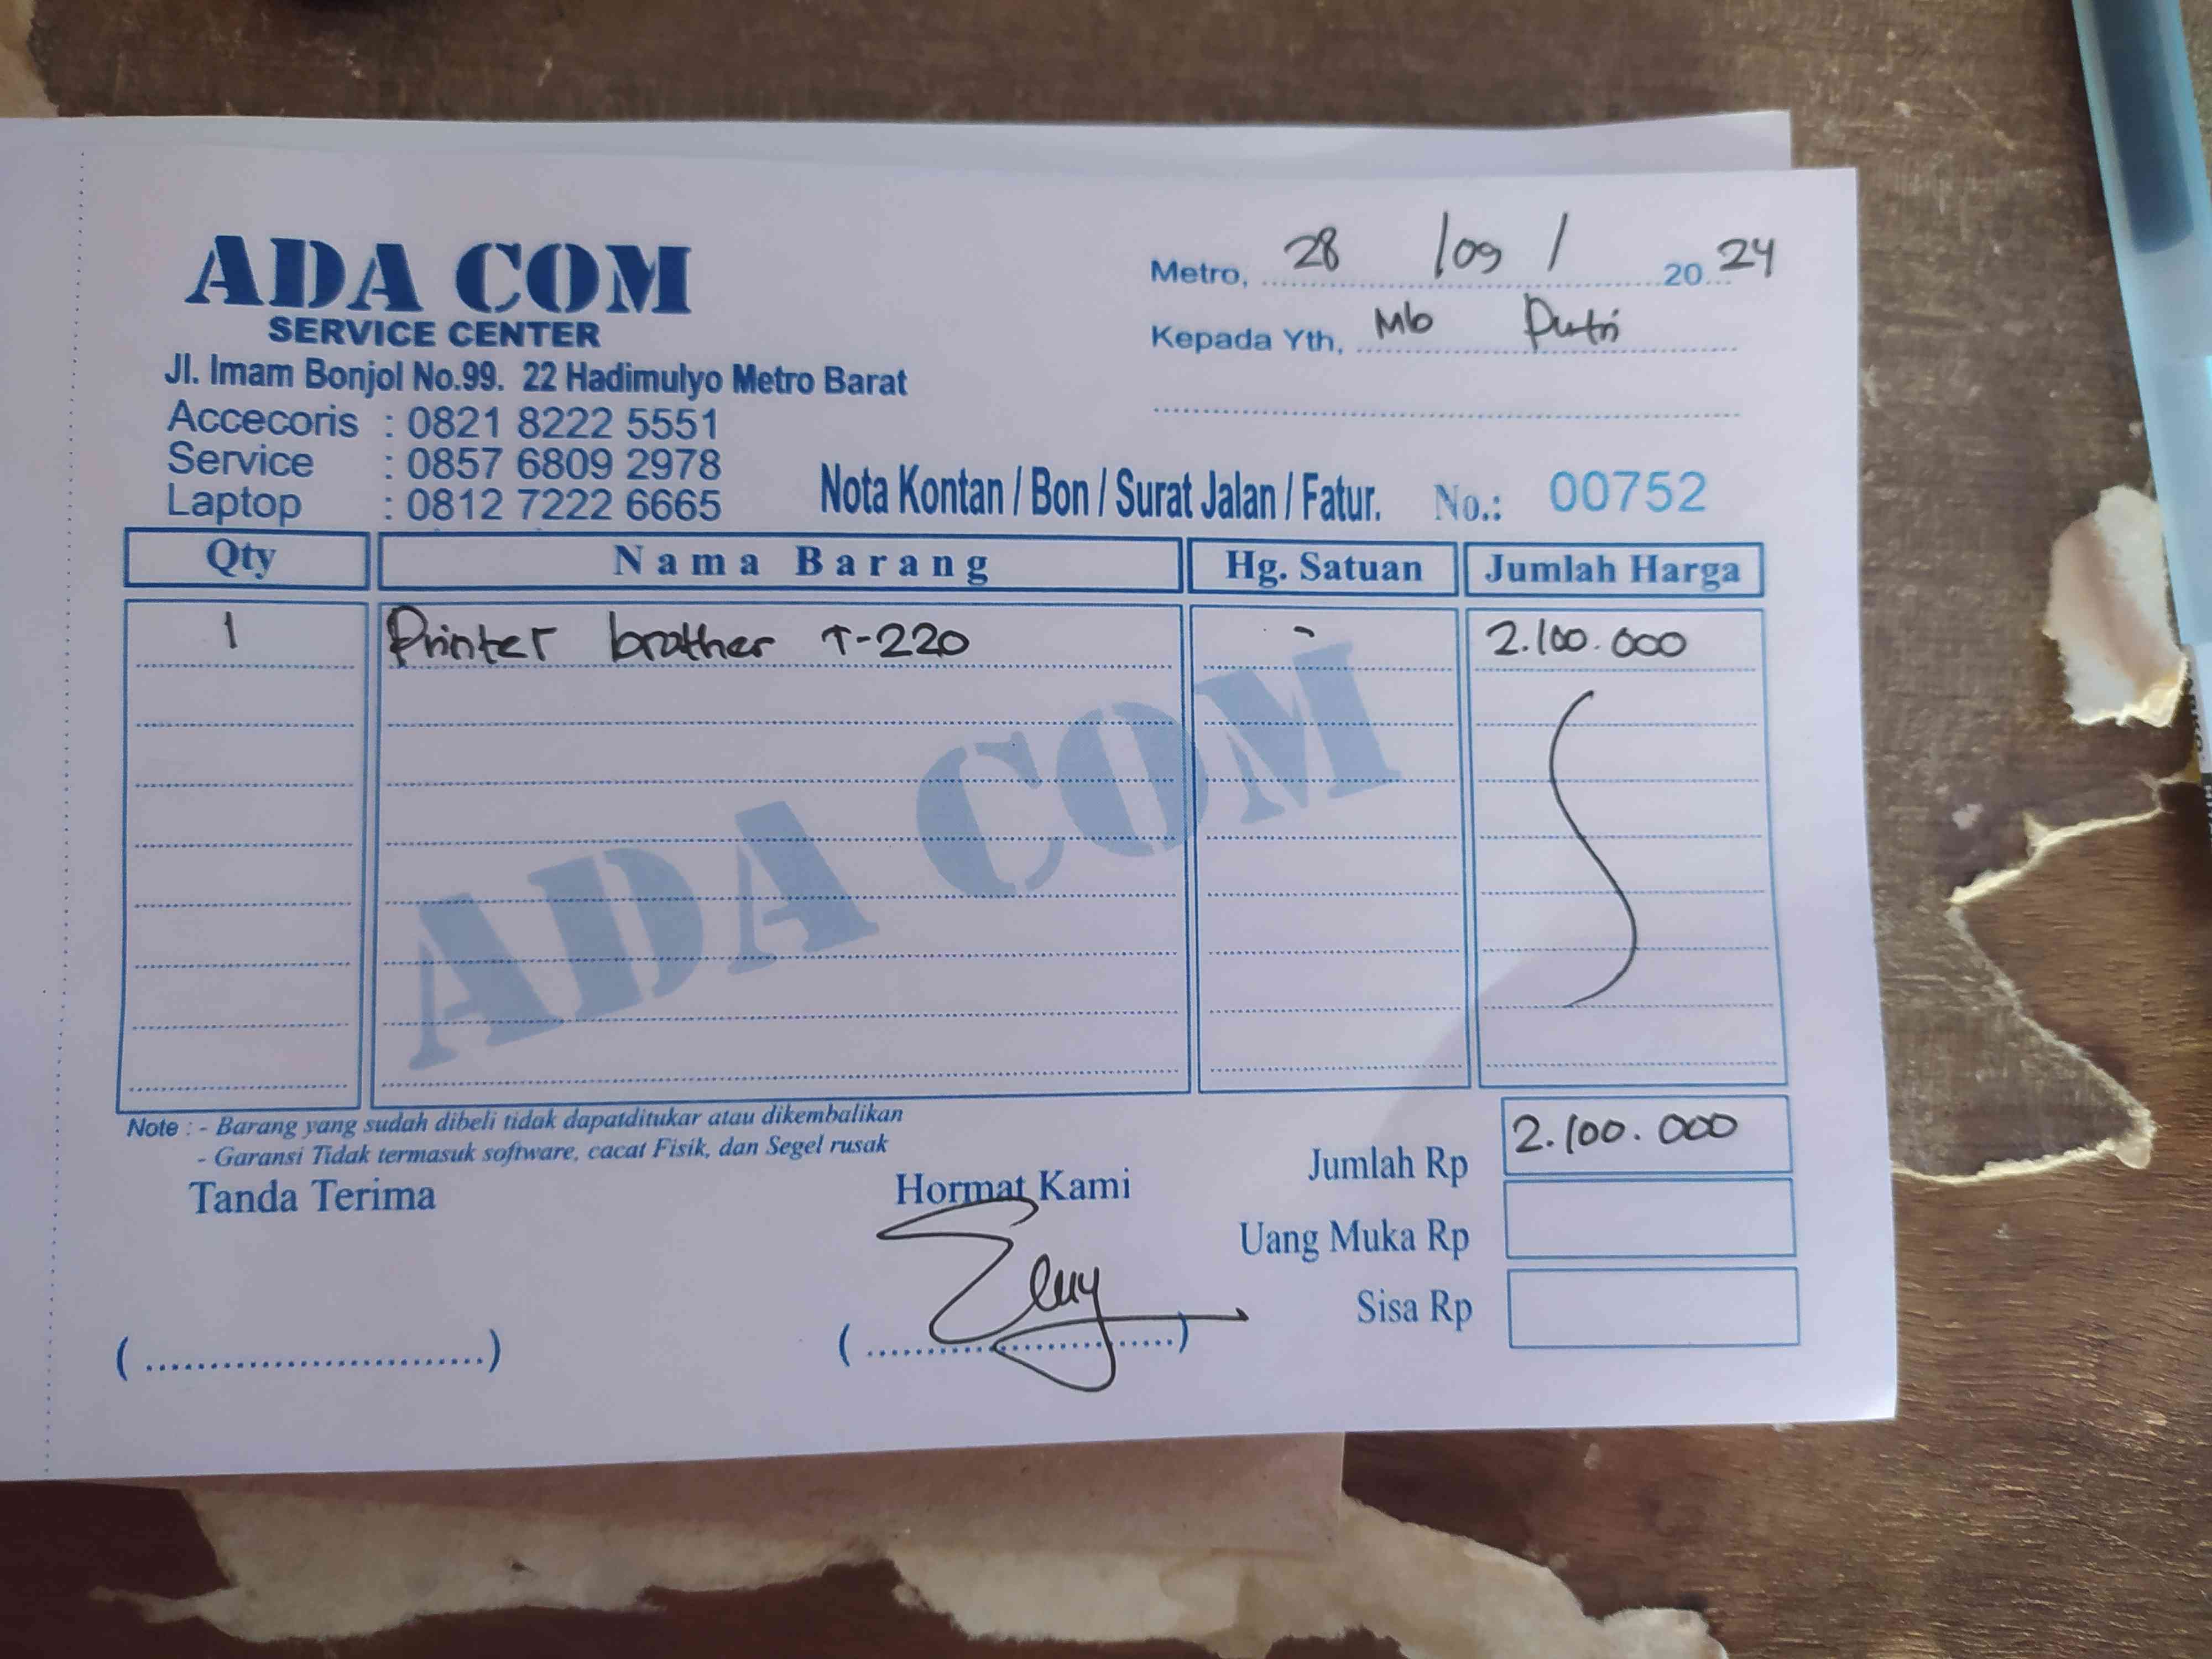 ADA COM
SERVICE CENTER
Jl. Imam Bonjol No.99. 22 Hadimulyo Metro Barat
Accecoris : 0821 8222 5551
Service : 0857 6809 2978
Laptop : 0812 7222 6665
Metro, 28 /09 / 20 24
Kepada Yth, Mb Putri
Nota Kontan / Bon / Surat Jalan / Fatur. No.: 00752
Qty Nama Barang Hg. Satuan Jumlah Harga
1 Printer brother T-220 - 2.100.000
ADA COM
Note : - Barang yang sudah dibeli tidak dapatditukar atau dikembalikan
- Garansi Tidak termasuk software, cacat Fisik, dan Segel rusak
Tanda Terima
Hormat Kami
Jumlah Rp 2.100.000
Uang Muka Rp
Sisa Rp